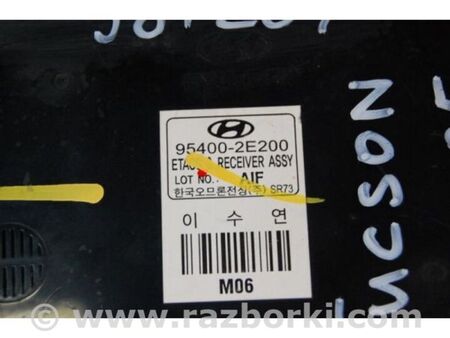 95400-2E200
RECEIVER ASSY
LOT NO. AIF
한국오므론전장(주) SR73
이 수 연
M06
www.razborki.com